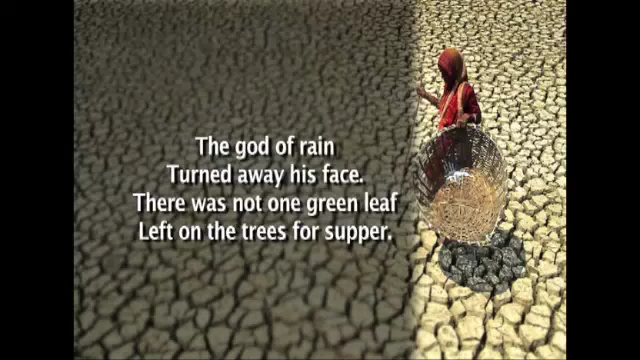 The god of rain
Turned away his face.
There was not one green leaf
Left on the trees for supper.